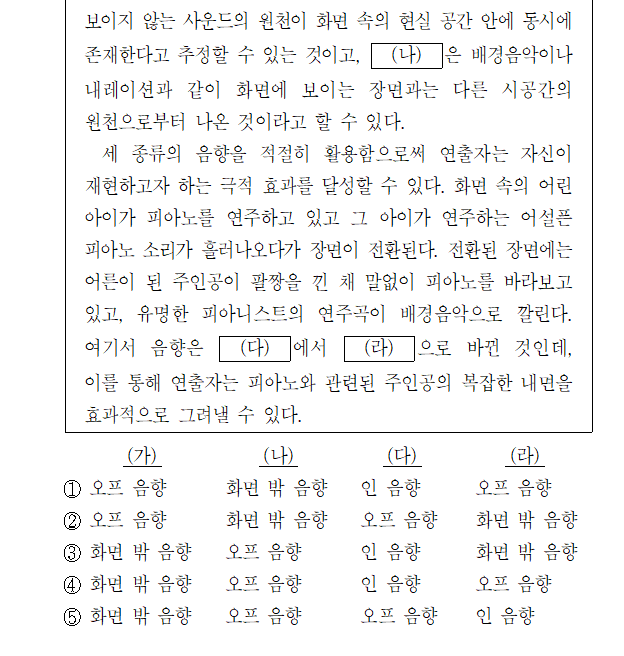 보이지 않는 사운드의 원천이 화면 속의 현실 공간 안에 동시에
존재한다고 추정할 수 있는 것이고, (나) 은 배경음악이나
내레이션과 같이 화면에 보이는 장면과는 다른 시공간의
원천으로부터 나온 것이라고 할 수 있다.
세 종류의 음향을 적절히 활용함으로써 연출자는 자신이
재현하고자 하는 극적 효과를 달성할 수 있다. 화면 속의 어린
아이가 피아노를 연주하고 있고 그 아이가 연주하는 어설픈
피아노 소리가 흘러나오다가 장면이 전환된다. 전환된 장면에는
어른이 된 주인공이 팔짱을 낀 채 말없이 피아노를 바라보고
있고, 유명한 피아니스트의 연주곡이 배경음악으로 깔린다.
여기서 음향은 (다) 에서 (라) 으로 바뀐 것인데,
이를 통해 연출자는 피아노와 관련된 주인공의 복잡한 내면을
효과적으로 그려낼 수 있다.
(가) (나) (다) (라)
① 오프 음향 화면 밖 음향 인 음향 오프 음향
② 오프 음향 화면 밖 음향 오프 음향 화면 밖 음향
③ 화면 밖 음향 오프 음향 인 음향 화면 밖 음향
④ 화면 밖 음향 오프 음향 인 음향 오프 음향
⑤ 화면 밖 음향 오프 음향 오프 음향 인 음향